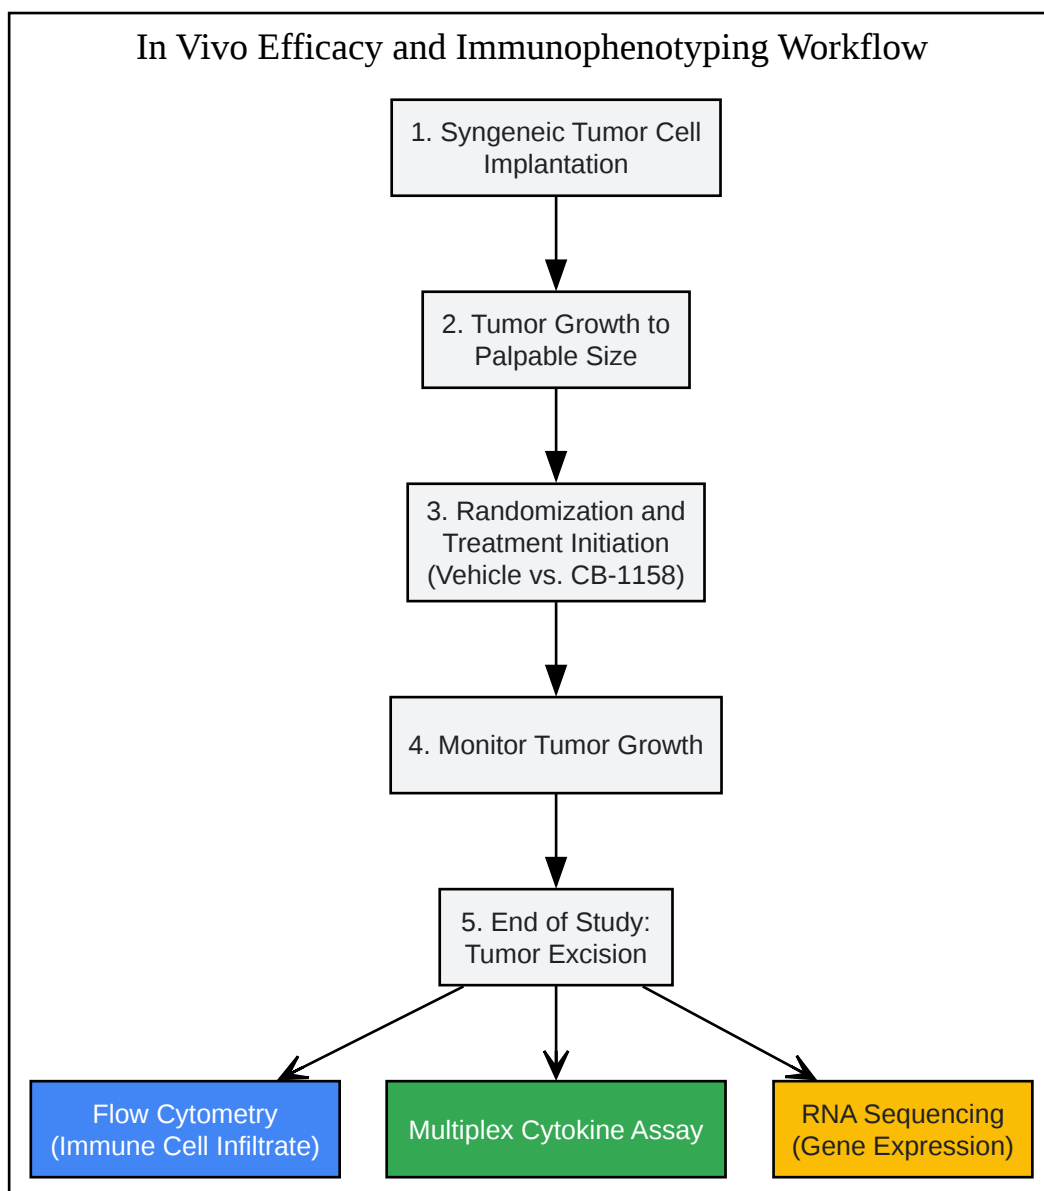 In Vivo Efficacy and Immunophenotyping Workflow
1. Syngeneic Tumor Cell
Implantation
2. Tumor Growth to
Palpable Size
3. Randomization and
Treatment Initiation
(Vehicle vs. CB-1158)
4. Monitor Tumor Growth
5. End of Study:
Tumor Excision
Flow Cytometry
(Immune Cell Infiltrate)
Multiplex Cytokine Assay
RNA Sequencing
(Gene Expression)